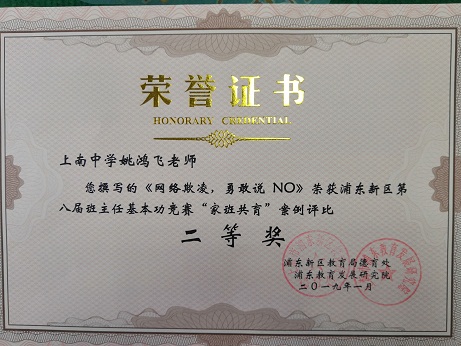 荣誉证书
HONORARY CREDENTIAL
上南中学姚鸿飞老师
您撰写的《网络欺凌，勇敢说 NO》荣获浦东新区第
八届班主任基本功竞赛“家班共育”案例评比
二等奖
浦东新区教育局德育处
浦东教育发展研究院
二〇一九年一月